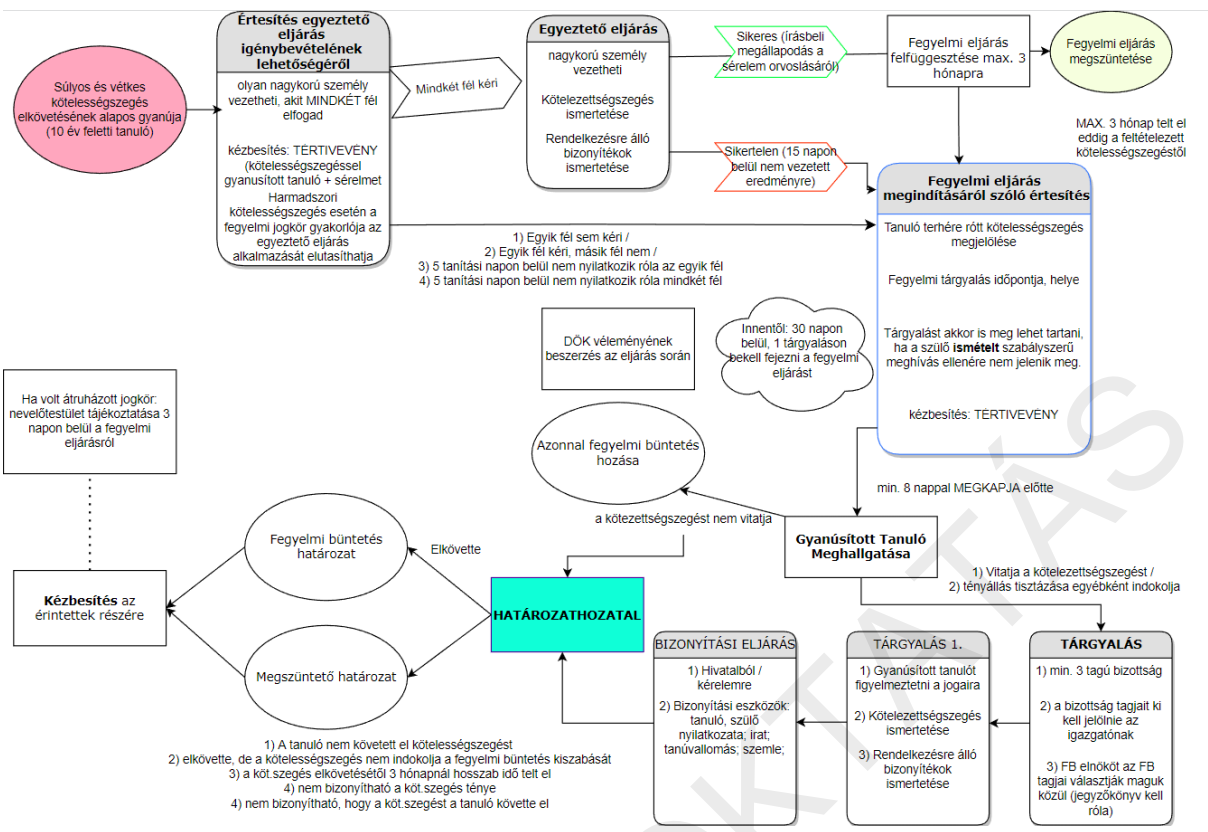 Súlyos és vétkes
kötelességszegés
elkövetésének alapos gyanúja
(10 év feletti tanuló)
Értesítés egyeztető
eljárás
igénybevételének
lehetőségéről
olyan nagykorú személy
vezetheti, akit MINDKÉT fél
elfogad
kézbesítés: TÉRTIVEVÉNY
(kötelességszegéssel
gyanusított tanuló + sérelmet
Harmadszori
kötelességszegés esetén a
fegyelmi jogkör gyakorlója az
egyeztető eljárás
alkalmazását elutasíthatja
Mindkét fél kéri
Egyeztető eljárás
nagykorú személy
vezetheti
Kötelezettségszegés
ismertetése
Rendelkezésre álló
bizonyítékok
ismertetése
Sikeres (írásbeli
megállapodás a
sérelem orvoslásáról)
Fegyelmi eljárás
felfüggesztése max. 3
hónapra
Fegyelmi eljárás
megszüntetése
Sikertelen (15 napon
belül nem vezetett
eredményre)
MAX. 3 hónap telt el
eddig a feltételezett
kötelességszegéstől
1) Egyik fél sem kéri /
2) Egyik fél kéri, másik fél nem /
3) 5 tanítási napon belül nem nyilatkozik róla az egyik fél
4) 5 tanítási napon belül nem nyilatkozik róla mindkét fél
Fegyelmi eljárás
megindításáról szóló értesítés
Tanuló terhére rótt kötelességszegés
megjelölése
Fegyelmi tárgyalás időpontja, helye
Tárgyalást akkor is meg lehet tartani,
ha a szülő ismételt szabályszerű
meghívás ellenére nem jelenik meg.
kézbesítés: TÉRTIVEVÉNY
DÖK véleményének
beszerzés az eljárás során
Innentől: 30 napon
belül, 1 tárgyaláson
bekell fejezni a fegyelmi
eljárást
Ha volt átruházott jogkör:
nevelőtestület tájékoztatása 3
napon belül a fegyelmi
eljárásról
Azonnal fegyelmi büntetés
hozása
min. 8 nappal MEGKAPJA előtte
a kötezettségszegést nem vitatja
Gyanúsított Tanuló
Meghallgatása
1) Vitatja a kötelezettségszegést /
2) tényállás tisztázása egyébként indokolja
Fegyelmi büntetés
határozat
Elkövette
Kézbesítés az
érintettek részére
HATÁROZATHOZATAL
Megszüntető határozat
1) A tanuló nem követett el kötelességszegést
2) elkövette, de a kötelességszegés nem indokolja a fegyelmi büntetés kiszabását
3) a köt.szegés elkövetésétől 3 hónapnál hosszab idő telt el
4) nem bizonyítható a köt.szegés ténye
4) nem bizonyítható, hogy a köt.szegést a tanuló követte el
BIZONYÍTÁSI ELJÁRÁS
1) Hivatalból /
kérelemre
2) Bizonyítási eszközök:
tanuló, szülő
nyilatkozata; irat;
tanúvallomás; szemle;
TÁRGYALÁS 1.
1) Gyanúsított tanulót
figyelmeztetni a jogaira
2) Kötelezettségszegés
ismertetése
3) Rendelkezésre álló
bizonyítékok
ismertetése
TÁRGYALÁS
1) min. 3 tagú bizottság
2) a bizottság tagjait ki
kell jelölnie az
igazgatónak
3) FB elnököt az FB
tagjai választják maguk
közül (jegyzőkönyv kell
róla)
OKTATÁS